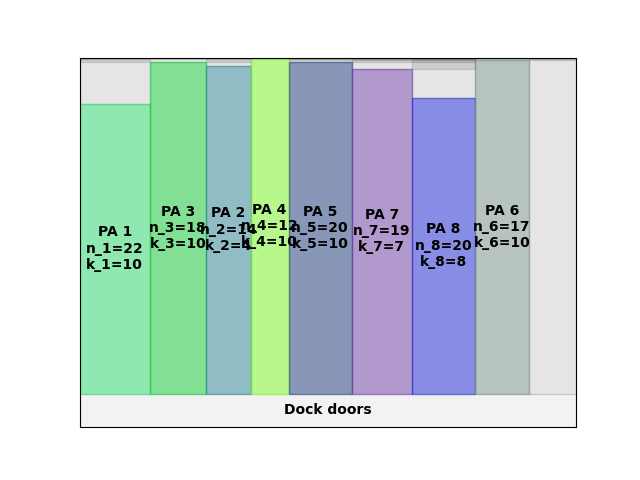 PA 1
n_1=22
k_1=10
PA 3
n_3=18
k_3=10
PA 2
n_2=14
k_2=4
PA 4
n_4=12
k_4=10
PA 5
n_5=20
k_5=10
PA 7
n_7=19
k_7=7
PA 8
n_8=20
k_8=8
PA 6
n_6=17
k_6=10
Dock doors